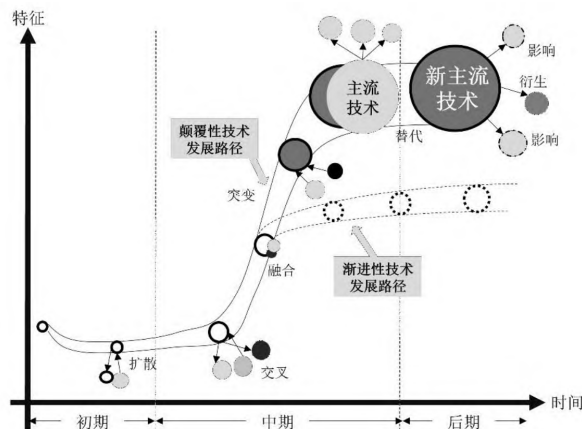 特征
主流
技术
新主流
技术
影响
衍生
影响
替代
颠覆性技术
发展路径
突变
融合
渐进性技术
发展路径
扩散
交叉
时间
初期
中期
后期